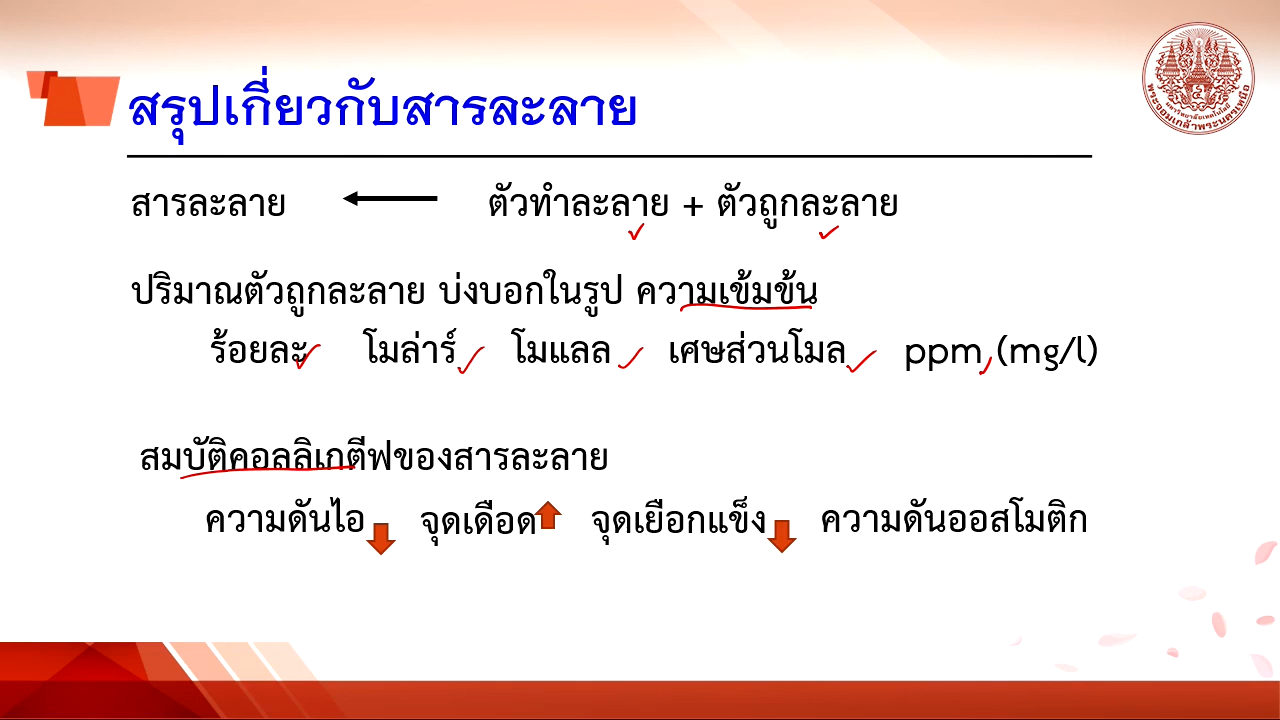 สรุปเกี่ยวกับสารละลาย
สารละลาย ← ตัวทำละลาย + ตัวถูกละลาย
ปริมาณตัวถูกละลาย บ่งบอกในรูป ความเข้มข้น
ร้อยละ โมล่าร์ โมแลล เศษส่วนโมล ppm (mg/l)
สมบัติคอลลิเกตีฟของสารละลาย
ความดันไอ จุดเดือด จุดเยือกแข็ง ความดันออสโมติก